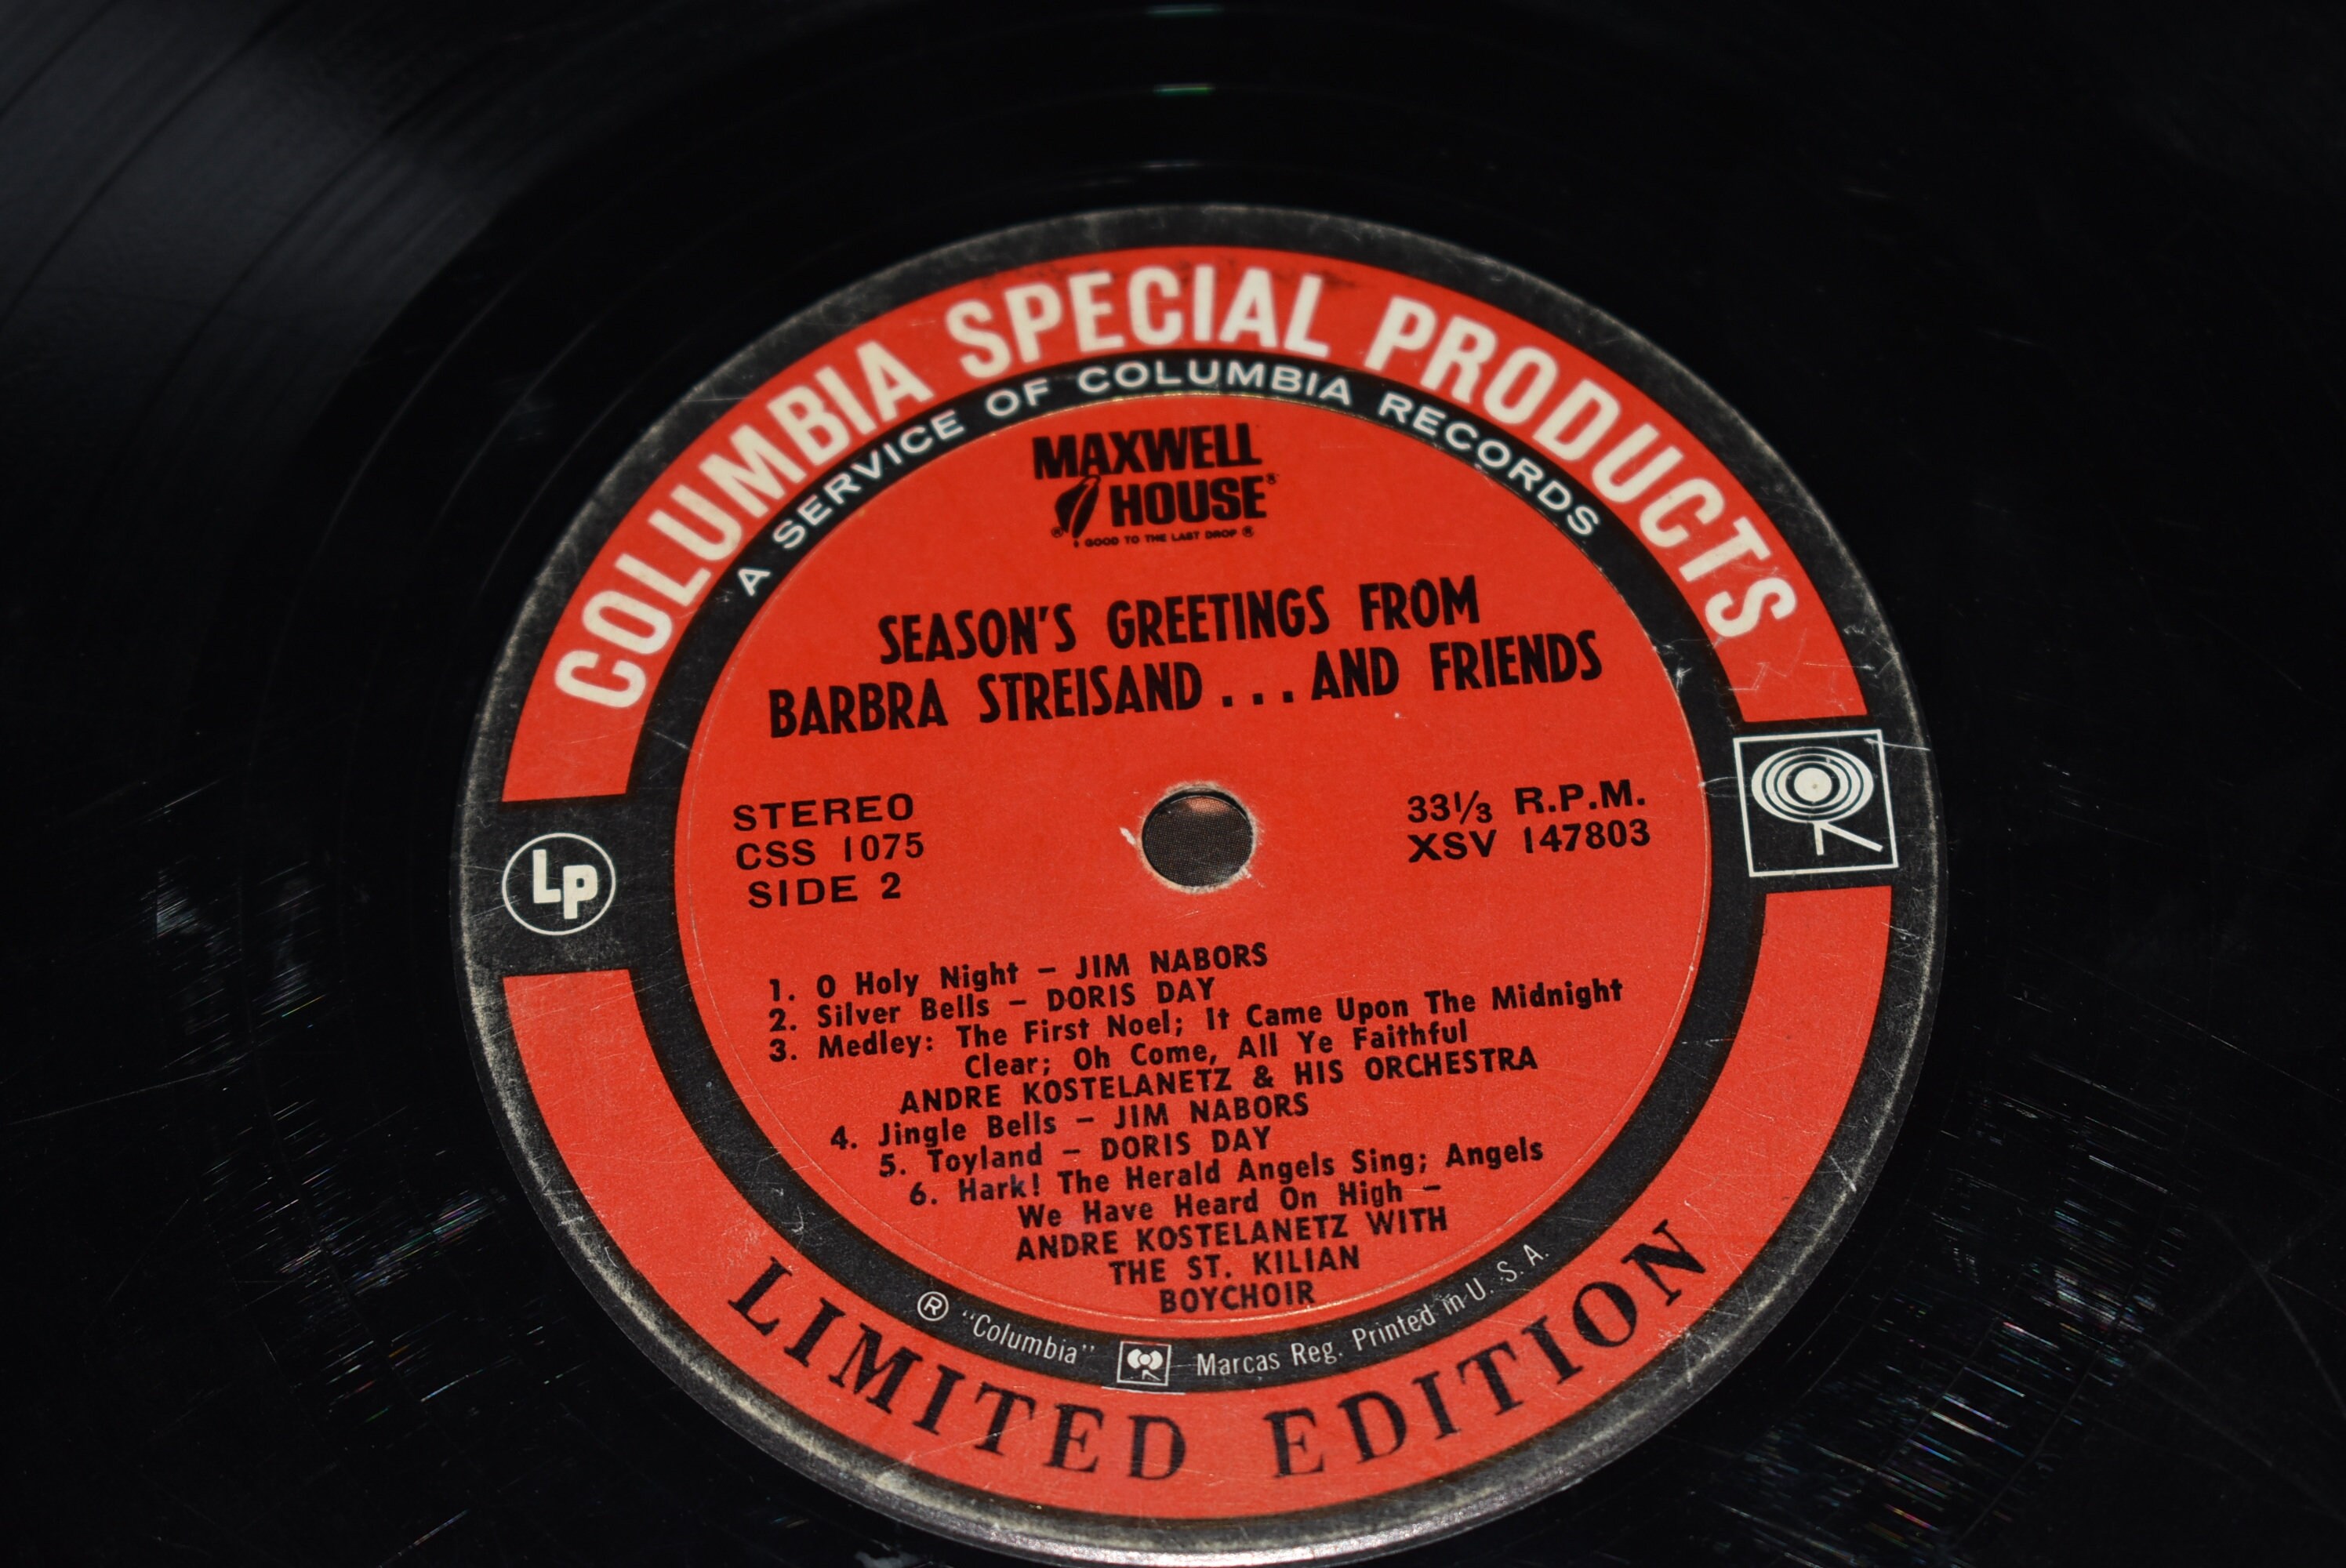 COLUMBIA SPECIAL PRODUCTS
A SERVICE OF COLUMBIA RECORDS
MAXWELL
HOUSE®
® GOOD TO THE LAST DROP ®
SEASON'S GREETINGS FROM
BARBRA STREISAND...AND FRIENDS
STEREO
CSS 1075
SIDE 2
33⅓ R.P.M.
XSV 147803
Lp
1. O Holy Night – JIM NABORS
2. Silver Bells – DORIS DAY
3. Medley: The First Noel; It Came Upon The Midnight
Clear; Oh Come, All Ye Faithful
ANDRE KOSTELANETZ & HIS ORCHESTRA
4. Jingle Bells – JIM NABORS
5. Toyland – DORIS DAY
6. Hark! The Herald Angels Sing; Angels
We Have Heard On High –
ANDRE KOSTELANETZ WITH
THE ST. KILIAN
BOYCHOIR
® "Columbia" Marcas Reg. Printed in U. S. A.
LIMITED EDITION